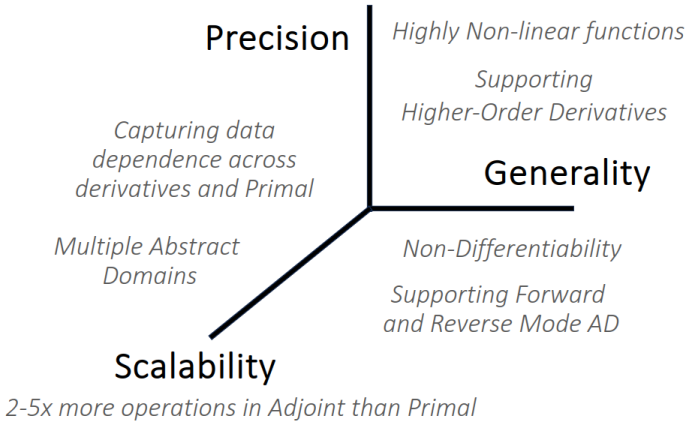 Precision
Highly Non-linear functions
Supporting
Higher-Order Derivatives
Capturing data
dependence across
derivatives and Primal
Generality
Multiple Abstract
Domains
Non-Differentiability
Supporting Forward
and Reverse Mode AD
Scalability
2-5x more operations in Adjoint than Primal